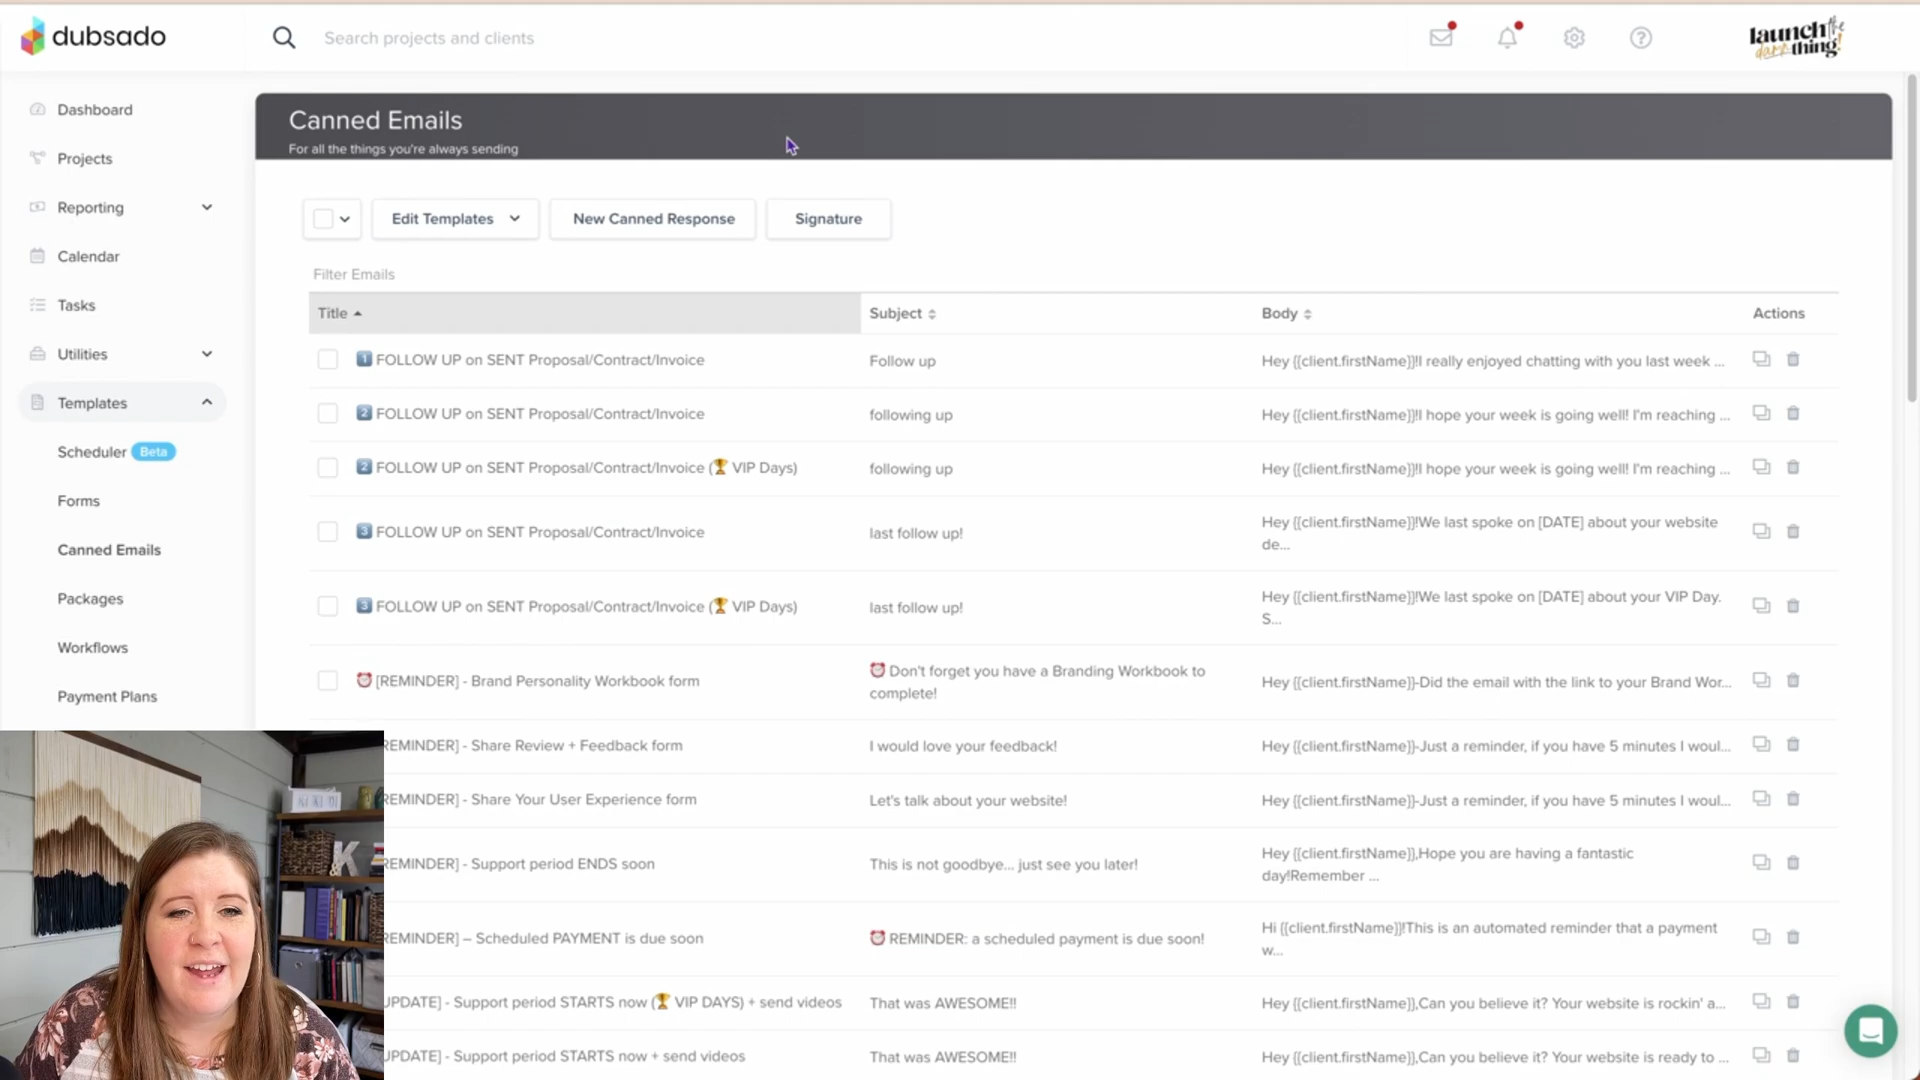 dubsado
Search projects and clients
launch the
darn thing!
Dashboard
Projects
Reporting
Calendar
Tasks
Utilities
Templates
Scheduler Beta
Forms
Canned Emails
Packages
Workflows
Payment Plans
Canned Emails
For all the things you're always sending
Edit Templates
New Canned Response
Signature
Filter Emails
Title Subject Body Actions
1 FOLLOW UP on SENT Proposal/Contract/Invoice Follow up Hey {{client.firstName}}!I really enjoyed chatting with you last week ...
2 FOLLOW UP on SENT Proposal/Contract/Invoice following up Hey {{client.firstName}}!I hope your week is going well! I'm reaching ...
2 FOLLOW UP on SENT Proposal/Contract/Invoice (🏆 VIP Days) following up Hey {{client.firstName}}!I hope your week is going well! I'm reaching ...
3 FOLLOW UP on SENT Proposal/Contract/Invoice last follow up! Hey {{client.firstName}}!We last spoke on [DATE] about your website
de...
3 FOLLOW UP on SENT Proposal/Contract/Invoice (🏆 VIP Days) last follow up! Hey {{client.firstName}}!We last spoke on [DATE] about your VIP Day.
S...
⏰ [REMINDER] - Brand Personality Workbook form ⏰ Don't forget you have a Branding Workbook to
complete! Hey {{client.firstName}}-Did the email with the link to your Brand Wor...
REMINDER] - Share Review + Feedback form I would love your feedback! Hey {{client.firstName}}-Just a reminder, if you have 5 minutes I woul...
REMINDER] - Share Your User Experience form Let's talk about your website! Hey {{client.firstName}}-Just a reminder, if you have 5 minutes I woul...
REMINDER] - Support period ENDS soon This is not goodbye... just see you later! Hey {{client.firstName}},Hope you are having a fantastic
day!Remember ...
REMINDER] – Scheduled PAYMENT is due soon ⏰ REMINDER: a scheduled payment is due soon! Hi {{client.firstName}}!This is an automated reminder that a payment
w...
UPDATE] - Support period STARTS now (🏆 VIP DAYS) + send videos That was AWESOME!! Hey {{client.firstName}},Can you believe it? Your website is rockin' a...
UPDATE] - Support period STARTS now + send videos That was AWESOME!! Hey {{client.firstName}},Can you believe it? Your website is ready to ...
K